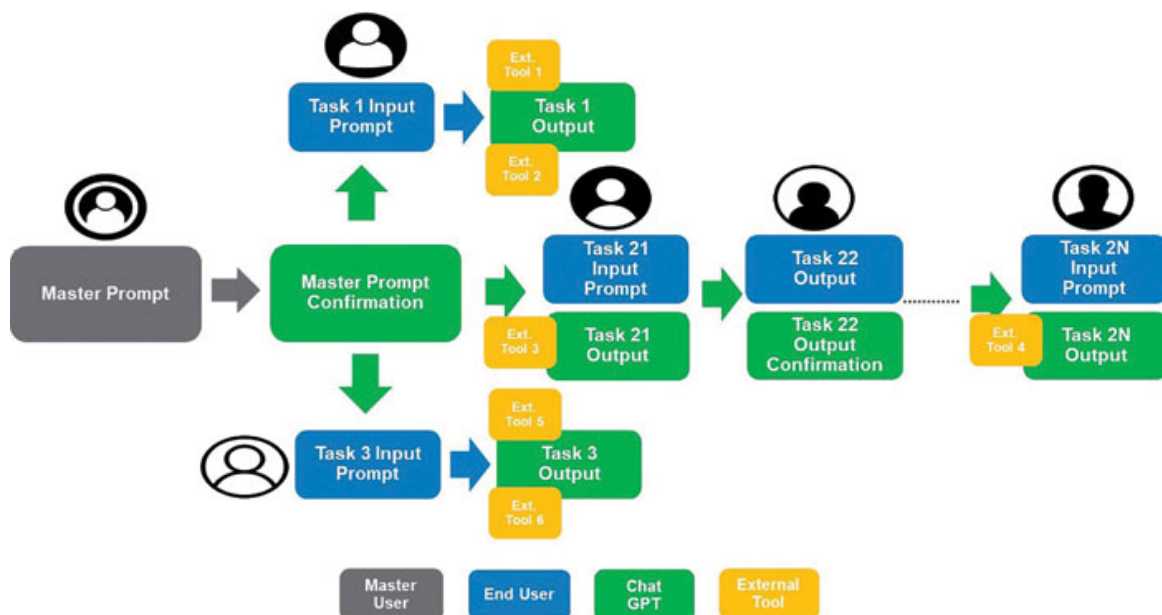 Ext.
Tool 1
Task 1 Input
Prompt
Task 1
Output
Ext.
Tool 2
Master Prompt
Master Prompt
Confirmation
Task 21
Input
Prompt
Ext.
Tool 3
Task 21
Output
Task 22
Output
Task 22
Output
Confirmation
Task 2N
Input
Prompt
Ext.
Tool 4
Task 2N
Output
Task 3 Input
Prompt
Ext.
Tool 5
Task 3
Output
Ext.
Tool 6
Master
User
End User
Chat
GPT
External
Tool